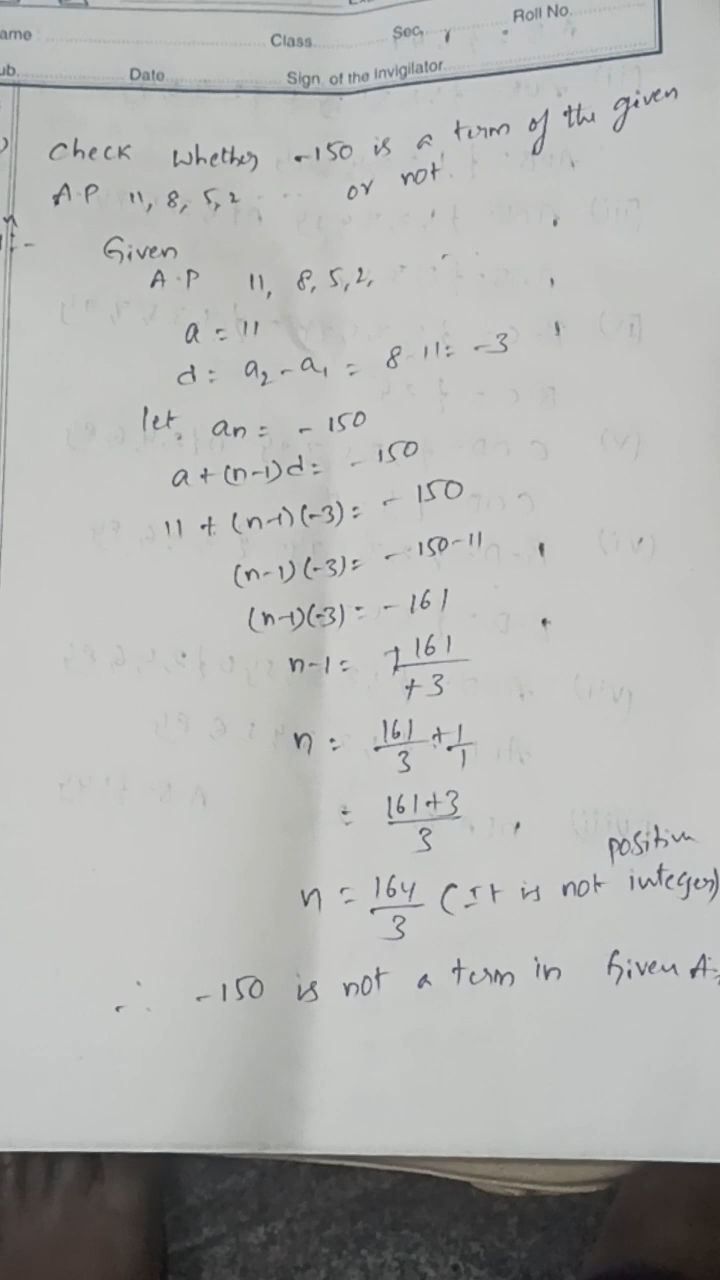 Roll No.
ame
Class
Sec
ub.
Date
Sign. of the Invigilator
Check whether -150 is a term of the given
A.P 11, 8, 5, 2 .... or not.
Given
A.P 11, 8, 5, 2,
a = 11
d = a₂ - a₁ = 8-11 = -3
let, an = -150
a + (n-1)d = -150
11 + (n-1)(-3) = -150
(n-1)(-3) = -150-11
(n-1)(-3) = -161
n-1 = +161/+3
n = 161/3 + 1/1
= 161+3/3
n = 164/3 (It is not positive integer)
∴ -150 is not a term in Given A.